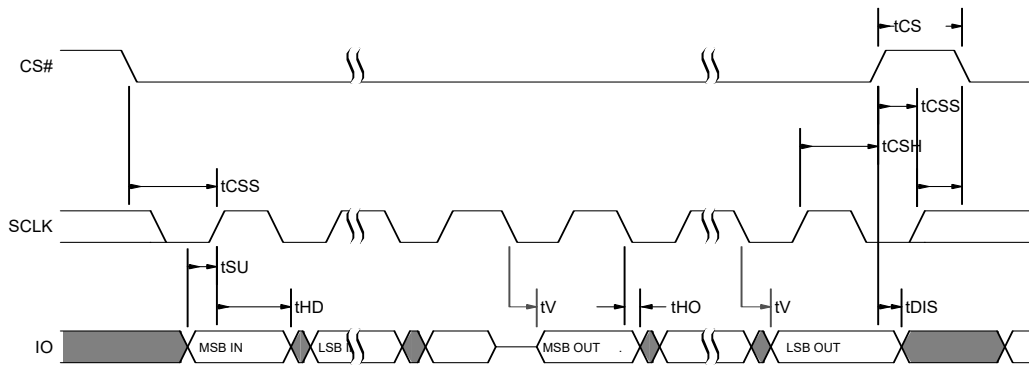 tCS
CS#
tCSS
tCSH
tCSS
SCLK
tSU
tHD
tV
tHO
tV
tDIS
IO
MSB IN
LSB I
MSB OUT .
LSB OUT